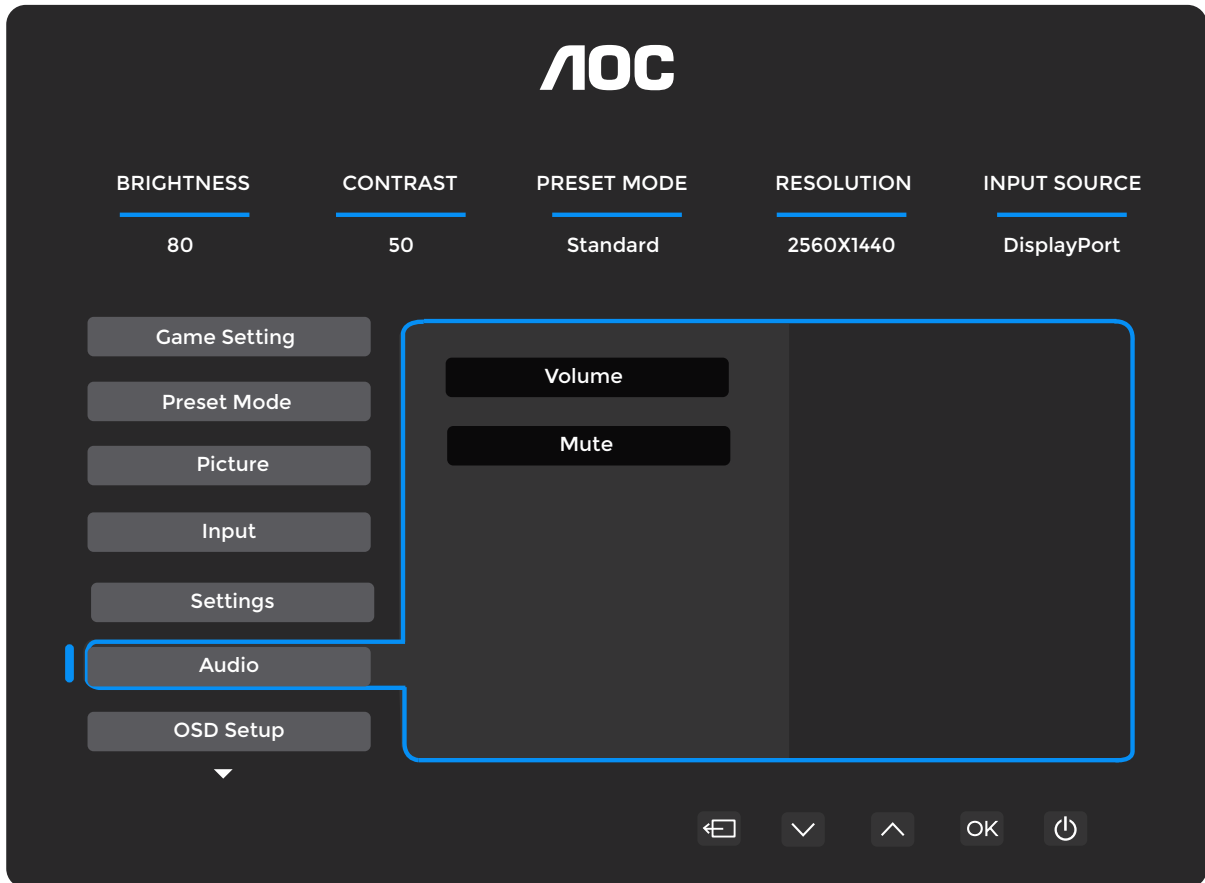 AOC
BRIGHTNESS CONTRAST PRESET MODE RESOLUTION INPUT SOURCE
80 50 Standard 2560X1440 DisplayPort
Game Setting
Preset Mode
Picture
Input
Settings
Audio
OSD Setup
Volume
Mute
OK